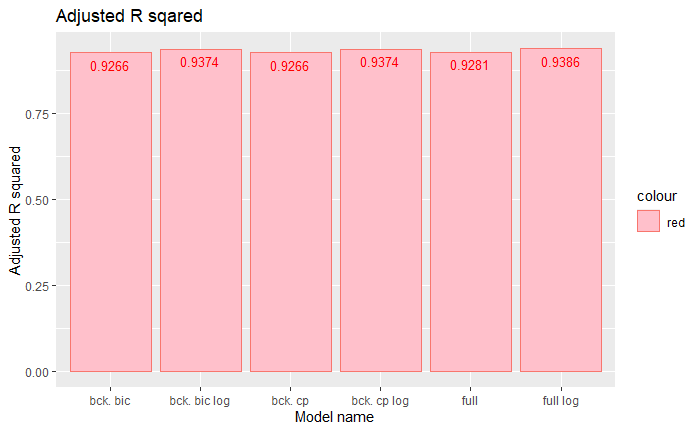 Adjusted R sqared
Adjusted R squared
0.75
0.50
0.25
0.00
0.9266
0.9374
0.9266
0.9374
0.9281
0.9386
bck. bic
bck. bic log
bck. cp
bck. cp log
full
full log
Model name
colour
red